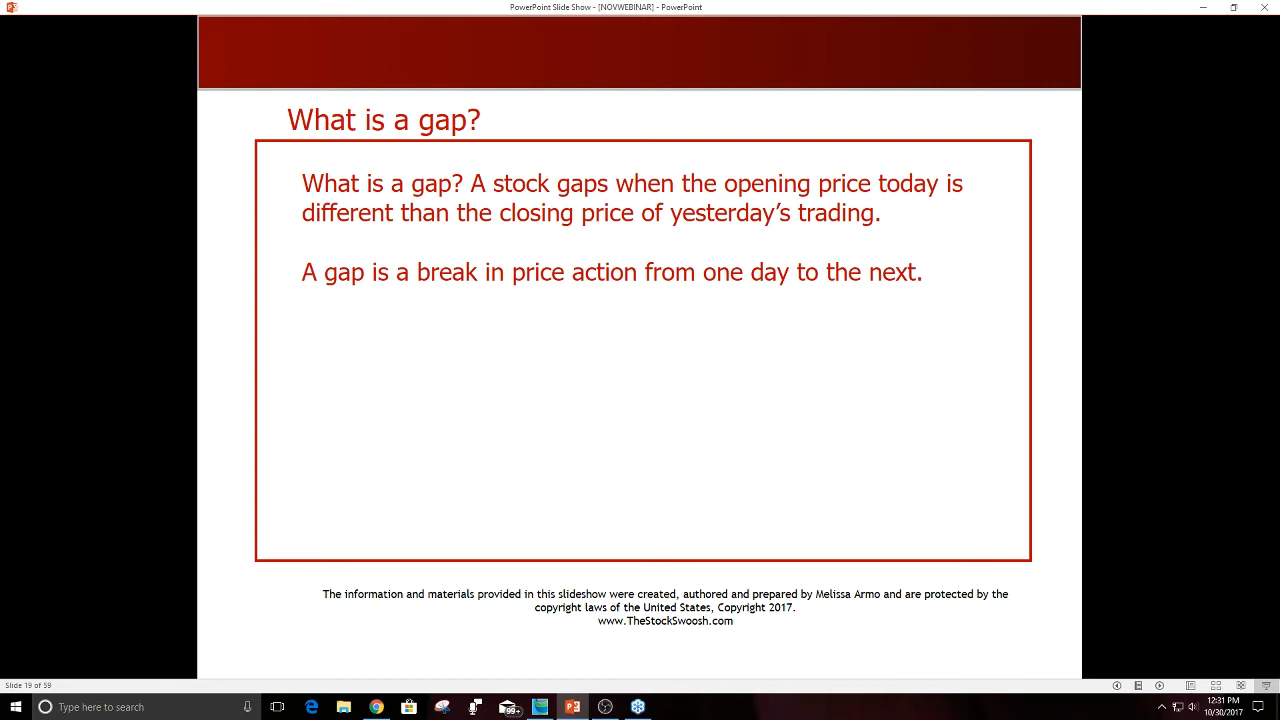 PowerPoint Slide Show - [NOVWEBINAR] - PowerPoint
What is a gap?
What is a gap? A stock gaps when the opening price today is
different than the closing price of yesterday’s trading.
A gap is a break in price action from one day to the next.
The information and materials provided in this slideshow were created, authored and prepared by Melissa Armo and are protected by the
copyright laws of the United States, Copyright 2017.
www.TheStockSwoosh.com
Slide 19 of 59
Type here to search
99+
12:31 PM
10/30/2017